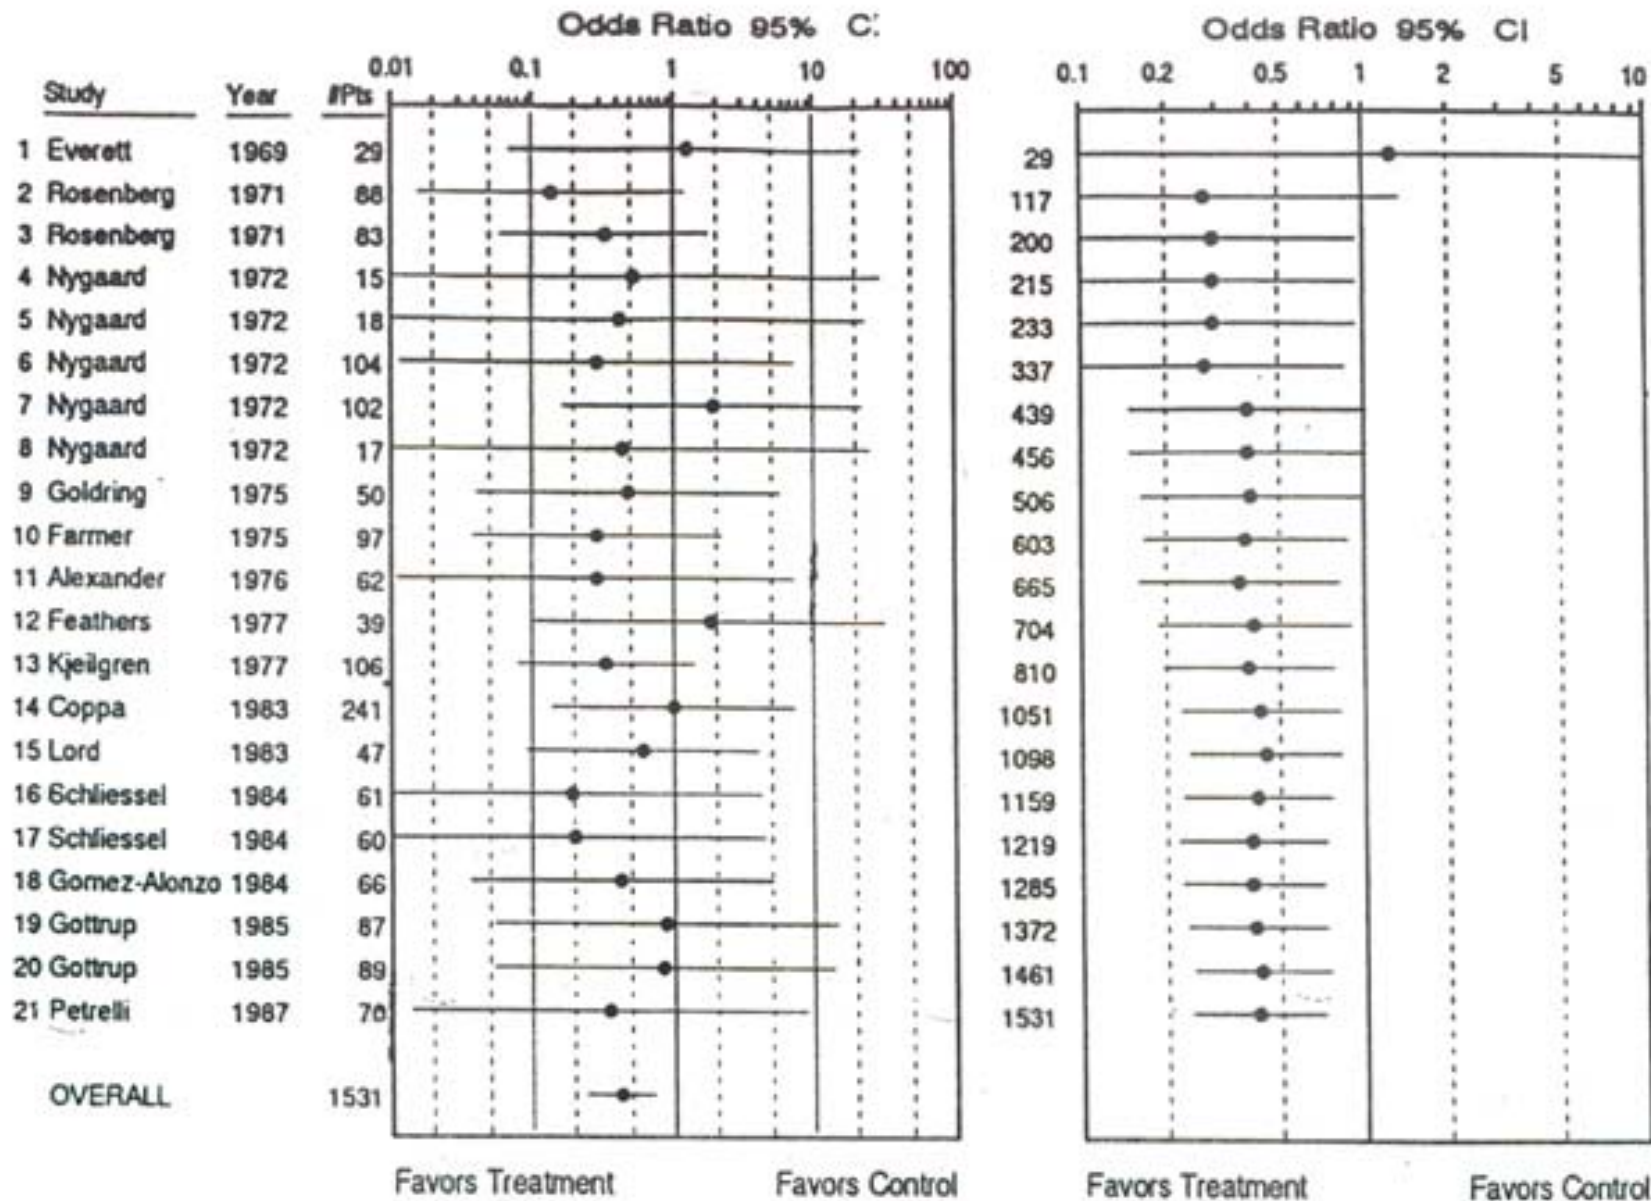 Odds Ratio 95% C:
Odds Ratio 95% CI
0.01 0.1 1 10 100
0.1 0.2 0.5 1 2 5 10
Study Year #Pts
1 Everett 1969 29 29
2 Rosenberg 1971 88 117
3 Rosenberg 1971 83 200
4 Nygaard 1972 15 215
5 Nygaard 1972 18 233
6 Nygaard 1972 104 337
7 Nygaard 1972 102 439
8 Nygaard 1972 17 456
9 Goldring 1975 50 506
10 Farmer 1975 97 603
11 Alexander 1976 62 665
12 Feathers 1977 39 704
13 Kjeilgren 1977 106 810
14 Coppa 1983 241 1051
15 Lord 1983 47 1098
16 Schliessel 1984 61 1159
17 Schliessel 1984 60 1219
18 Gomez-Alonzo 1984 66 1285
19 Gottrup 1985 87 1372
20 Gottrup 1985 89 1461
21 Petrelli 1987 70 1531
OVERALL 1531
Favors Treatment Favors Control
Favors Treatment Favors Control